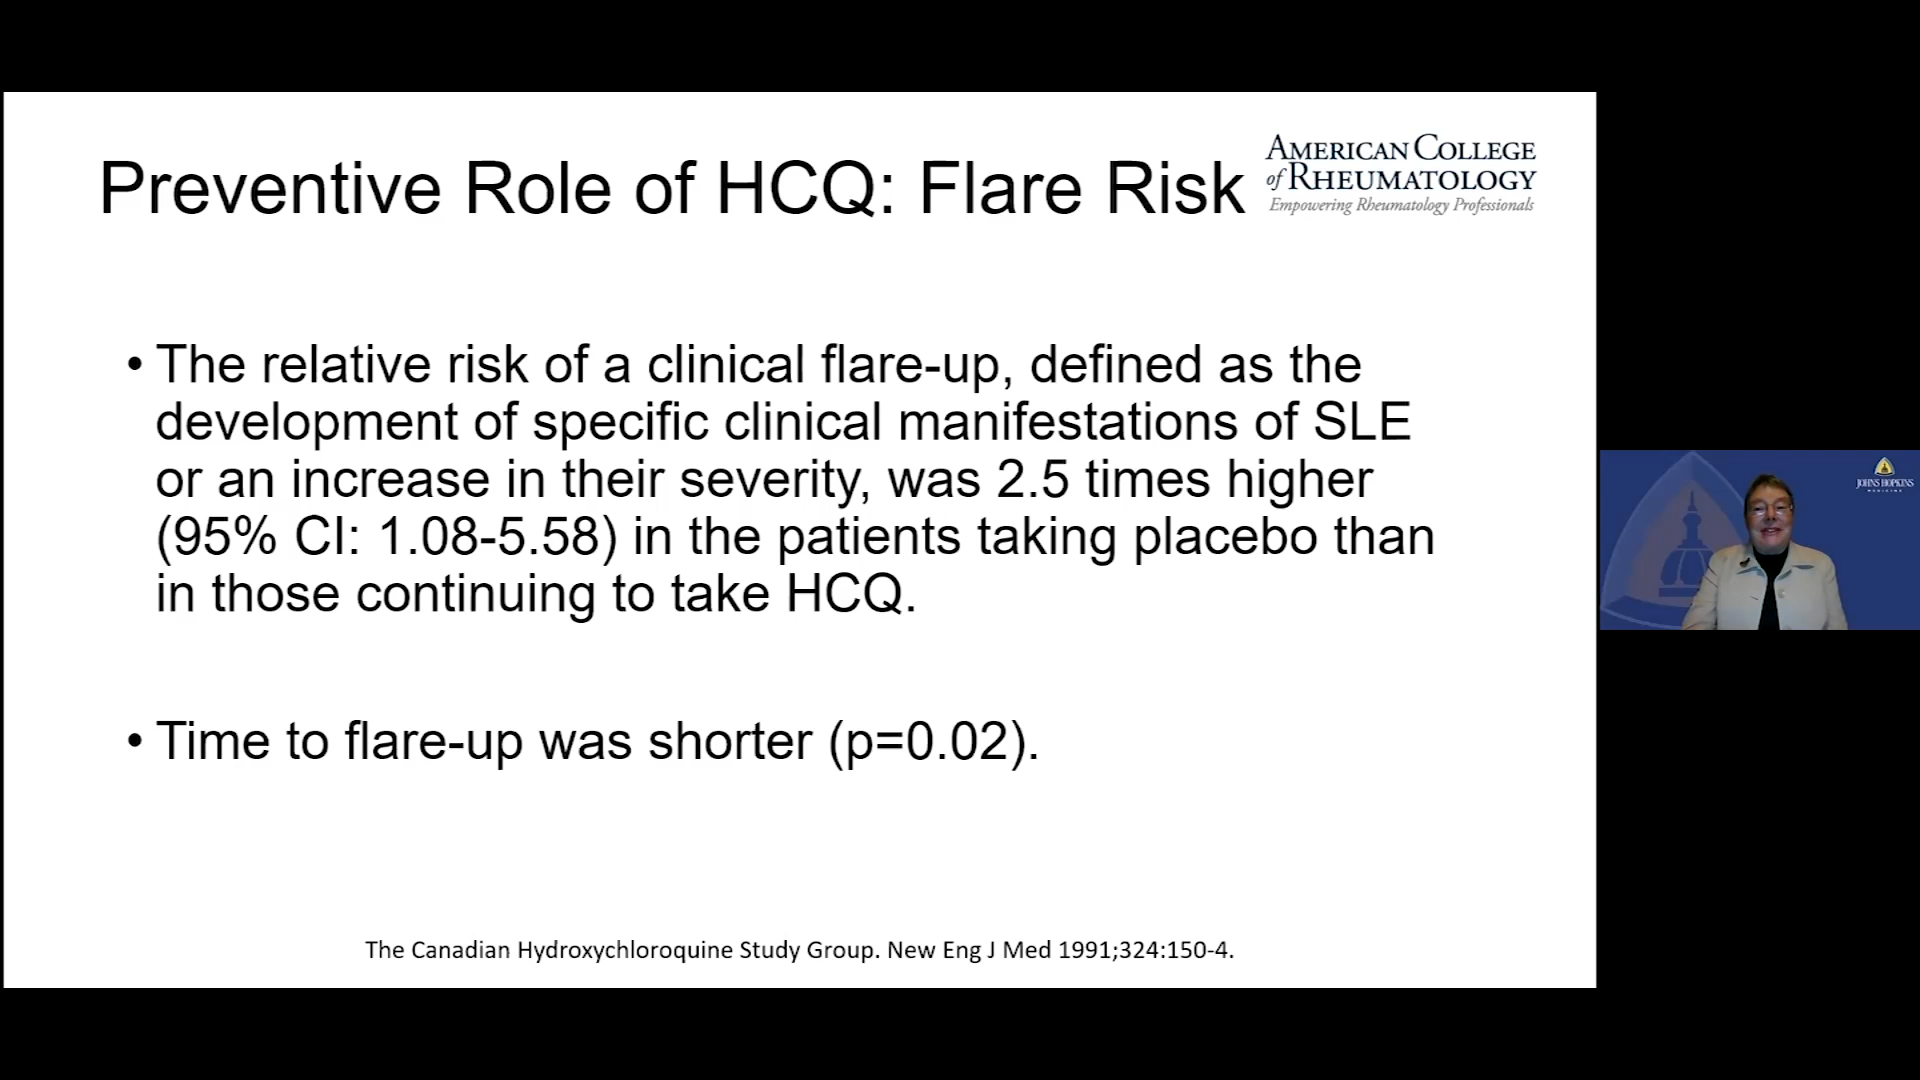 Preventive Role of HCQ: Flare Risk
AMERICAN COLLEGE
of RHEUMATOLOGY
Empowering Rheumatology Professionals
• The relative risk of a clinical flare-up, defined as the
development of specific clinical manifestations of SLE
or an increase in their severity, was 2.5 times higher
(95% CI: 1.08-5.58) in the patients taking placebo than
in those continuing to take HCQ.
• Time to flare-up was shorter (p=0.02).
The Canadian Hydroxychloroquine Study Group. New Eng J Med 1991;324:150-4.
JOHNS HOPKINS
MEDICINE